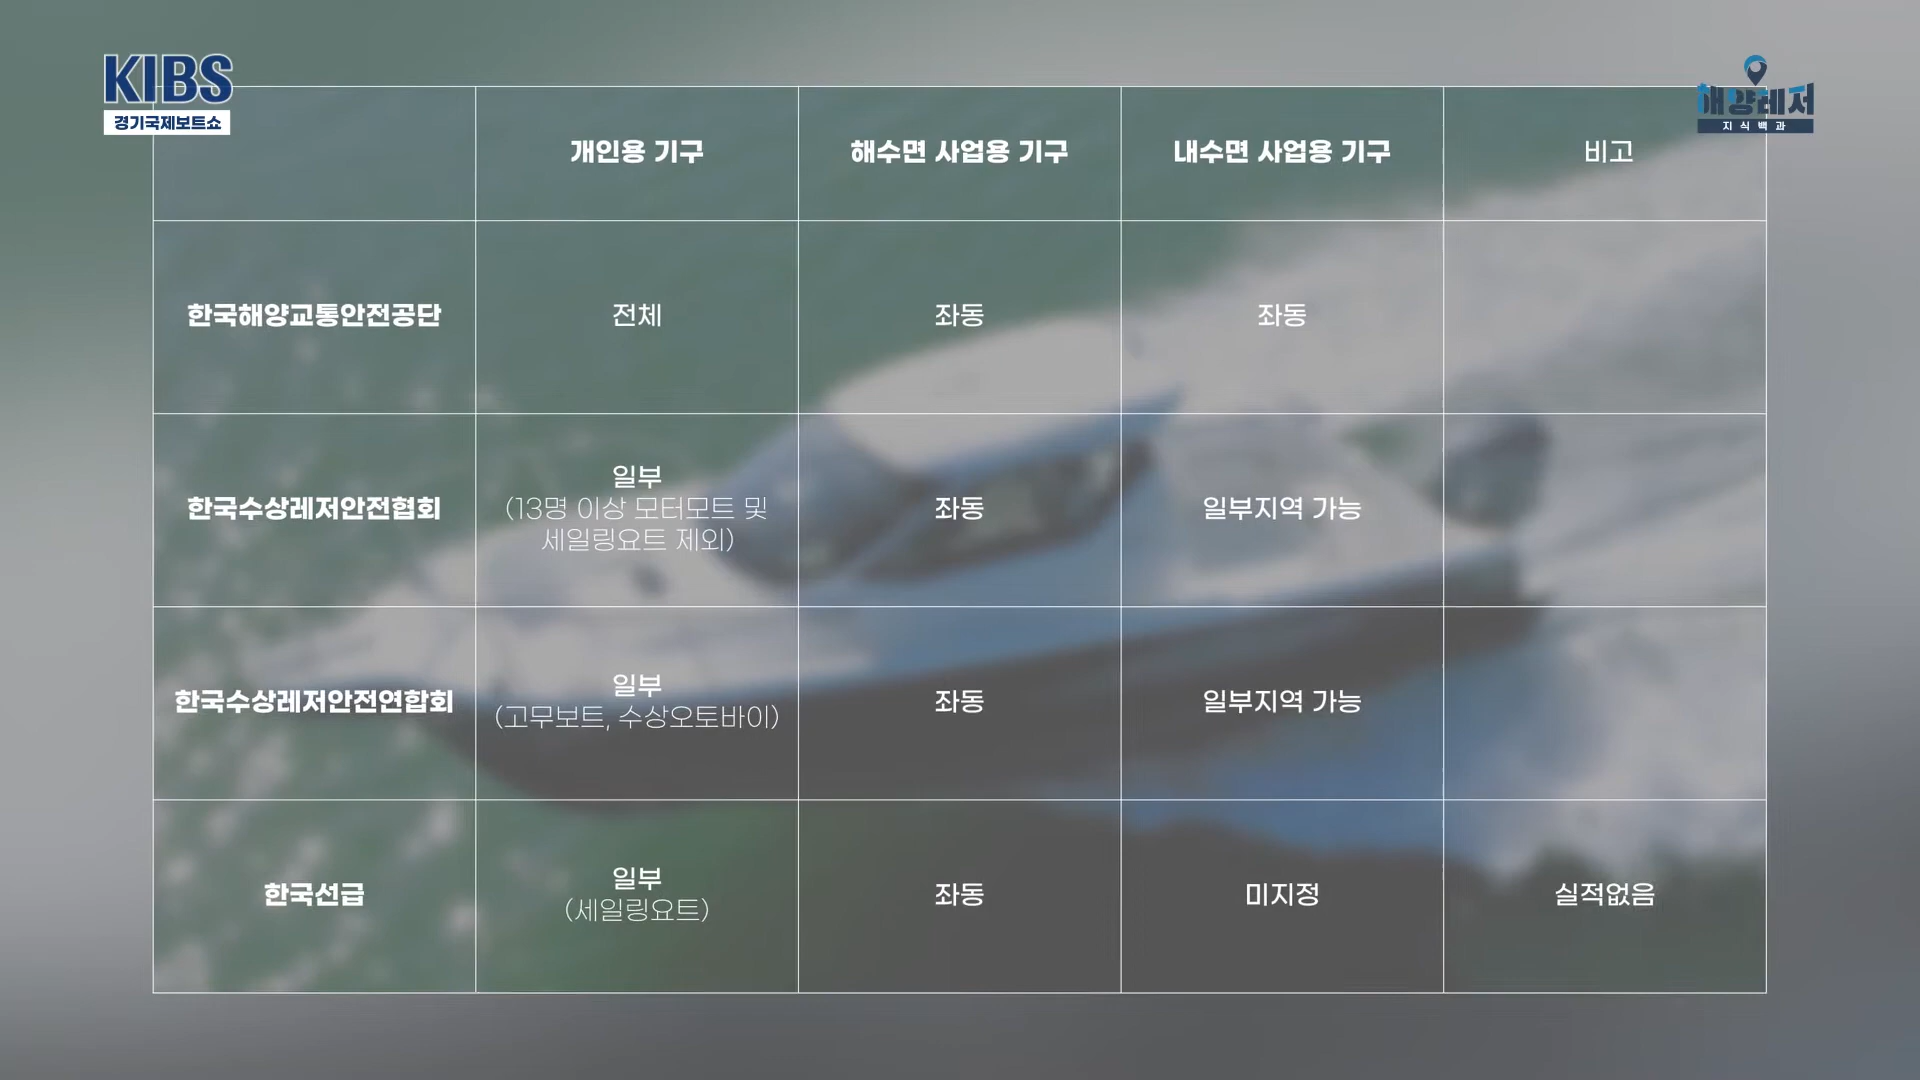 KIBS
경기국제보트쇼
해양레저
지식백과
개인용 기구
해수면 사업용 기구
내수면 사업용 기구
비고
한국해양교통안전공단
전체
좌동
좌동
한국수상레저안전협회
일부
(13명 이상 모터모트 및
세일링요트 제외)
좌동
일부지역 가능
한국수상레저안전연합회
일부
(고무보트, 수상오토바이)
좌동
일부지역 가능
한국선급
일부
(세일링요트)
좌동
미지정
실적없음